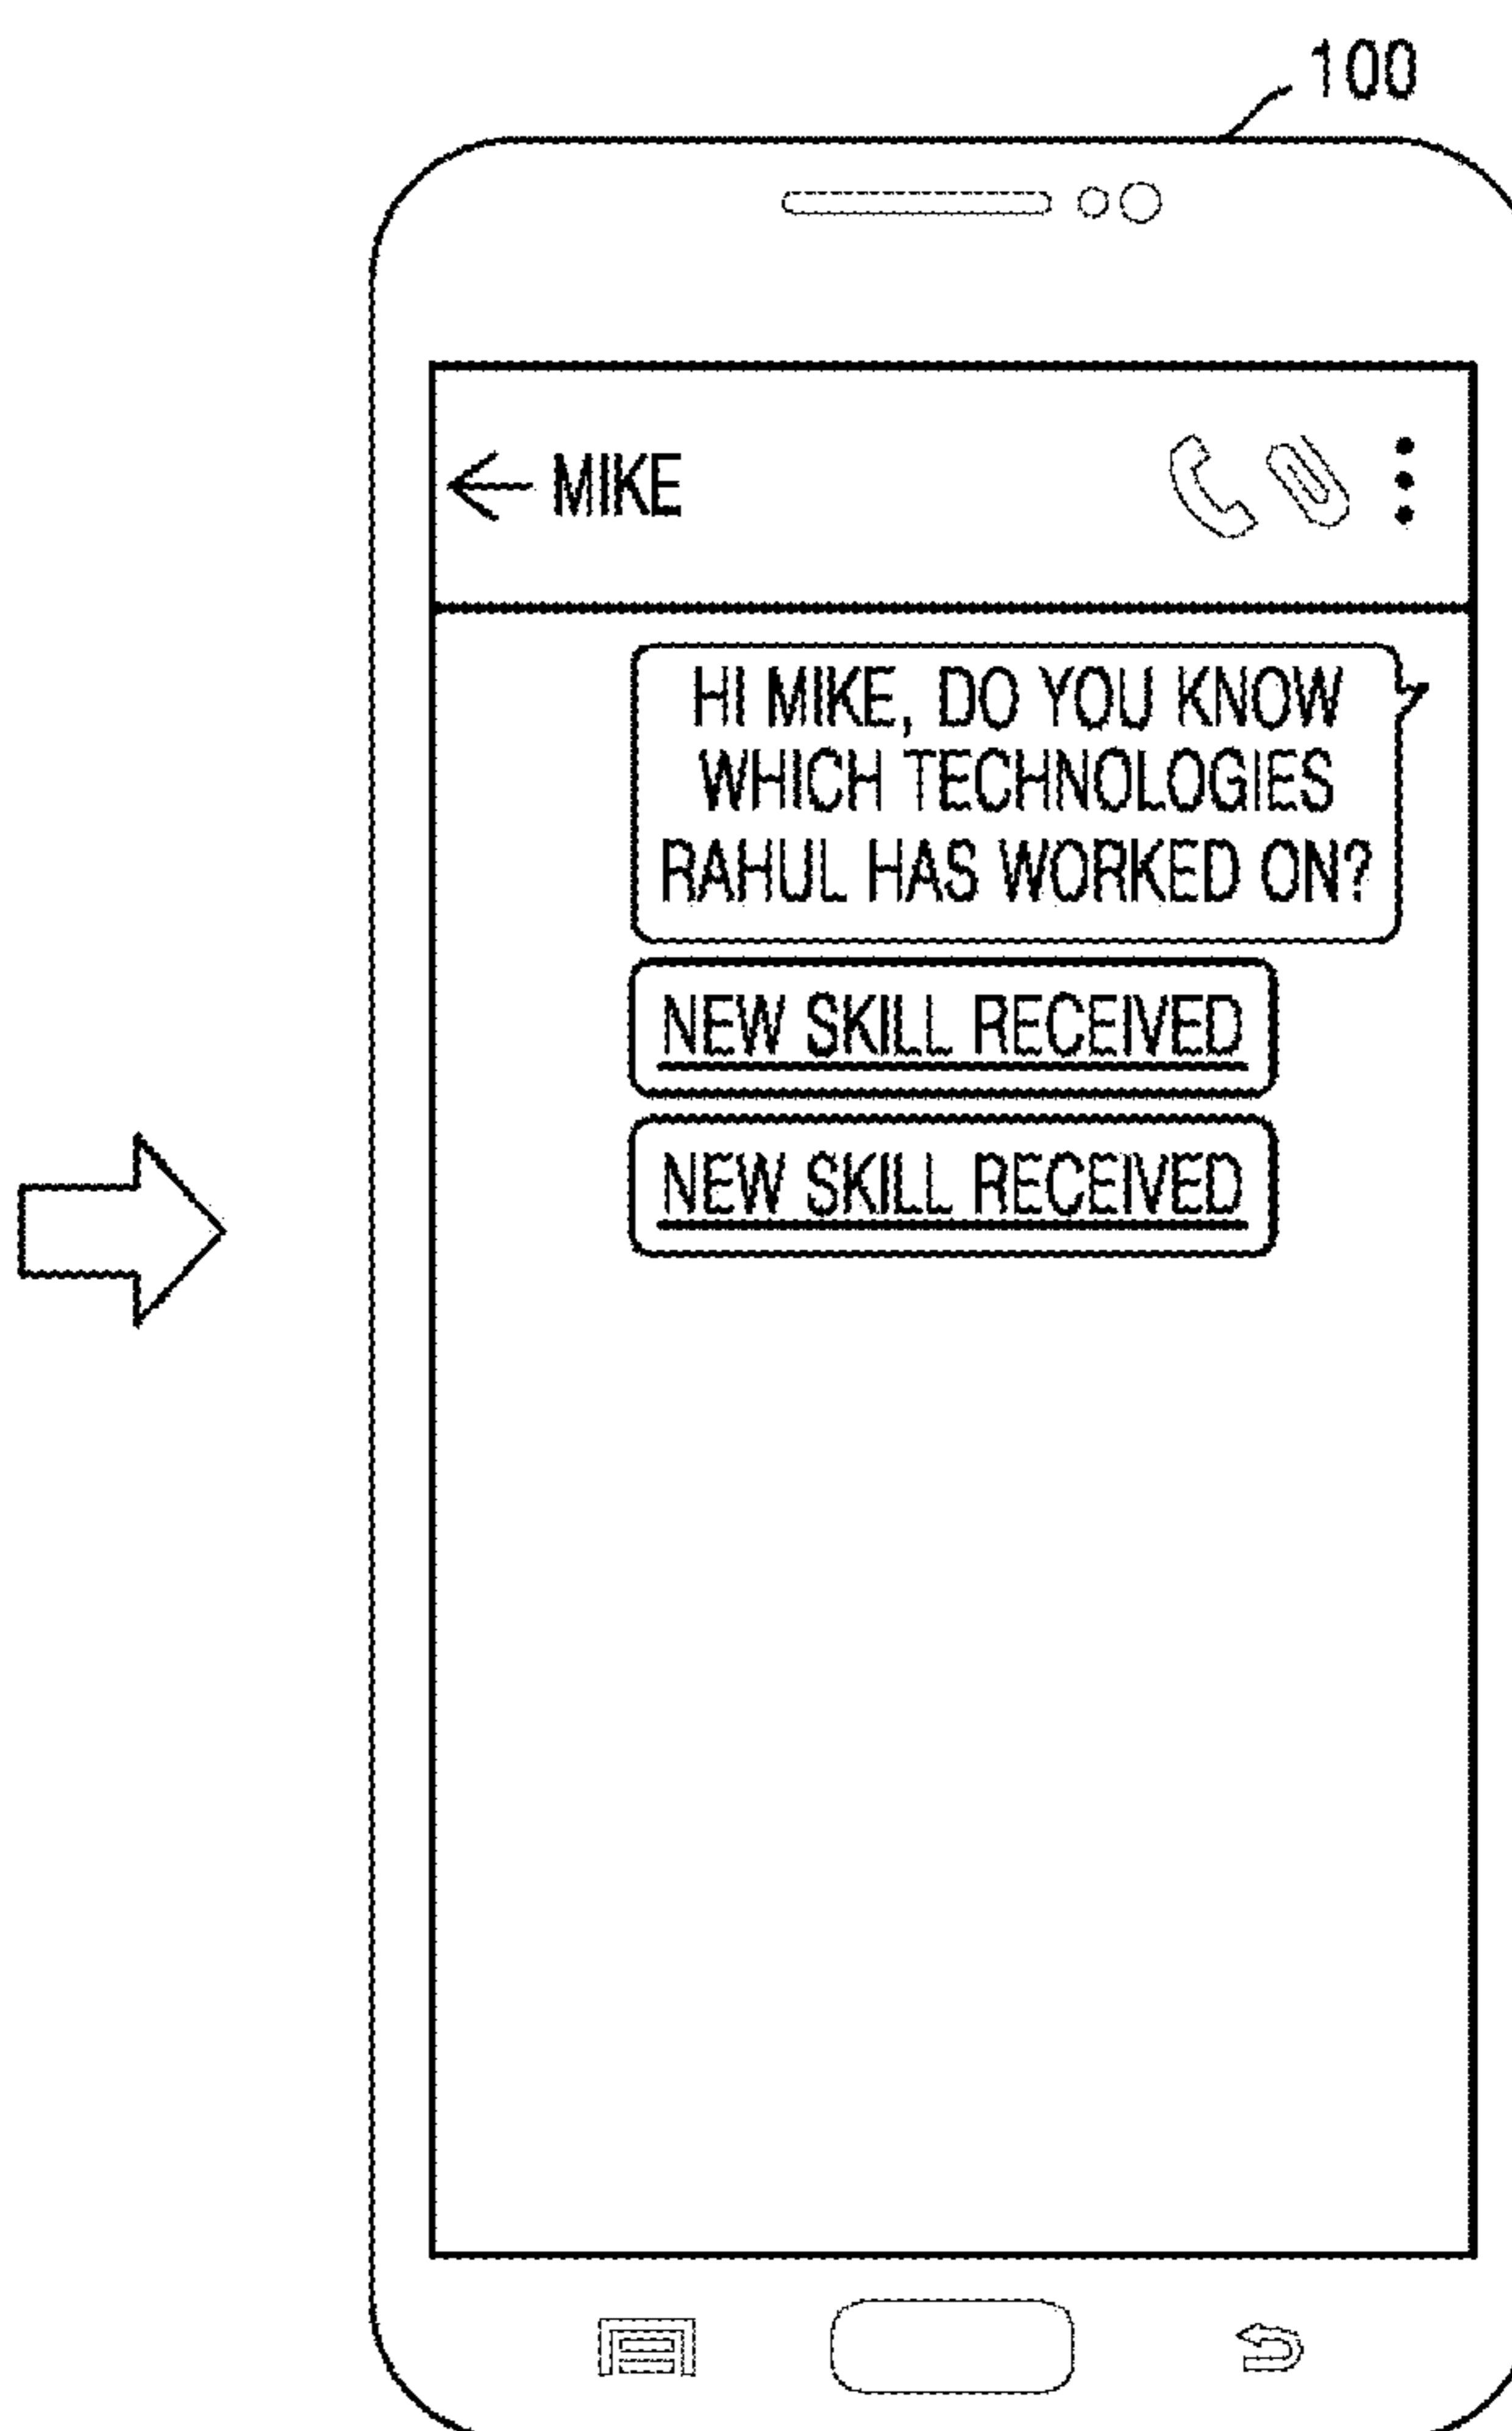 100
MIKE
HI MIKE, DO YOU KNOW
WHICH TECHNOLOGIES
RAHUL HAS WORKED ON?
NEW SKILL RECEIVED
NEW SKILL RECEIVED